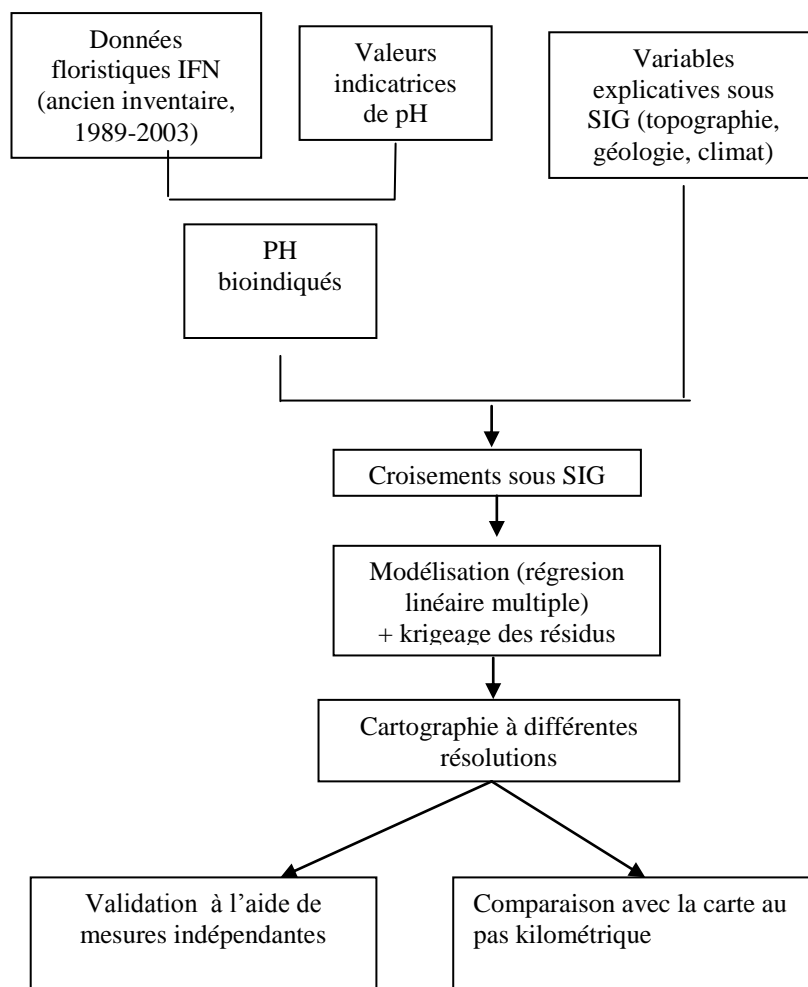 Données
floristiques IFN
(ancien inventaire,
1989-2003)
Valeurs
indicatrices
de pH
Variables
explicatives sous
SIG (topographie,
géologie, climat)
PH
bioindiqués
Croisements sous SIG
Modélisation (régresion
linéaire multiple)
+ krigeage des résidus
Cartographie à différentes
résolutions
Validation à l’aide de
mesures indépendantes
Comparaison avec la carte au
pas kilométrique